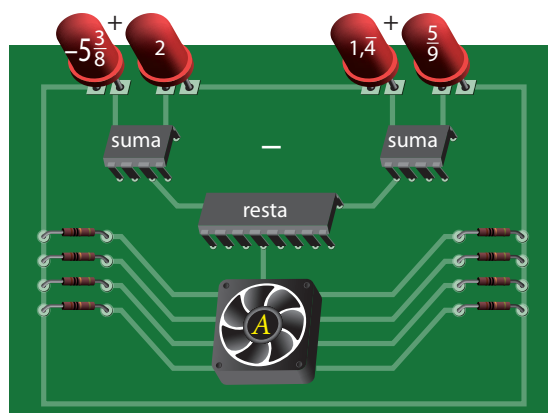 −5 3/8 + 2
1,4̅ + 5/9
suma
−
suma
resta
A